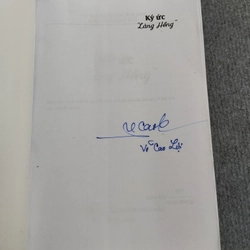 Ký ức
"Làng Hồng"
Võ Cao Lợi